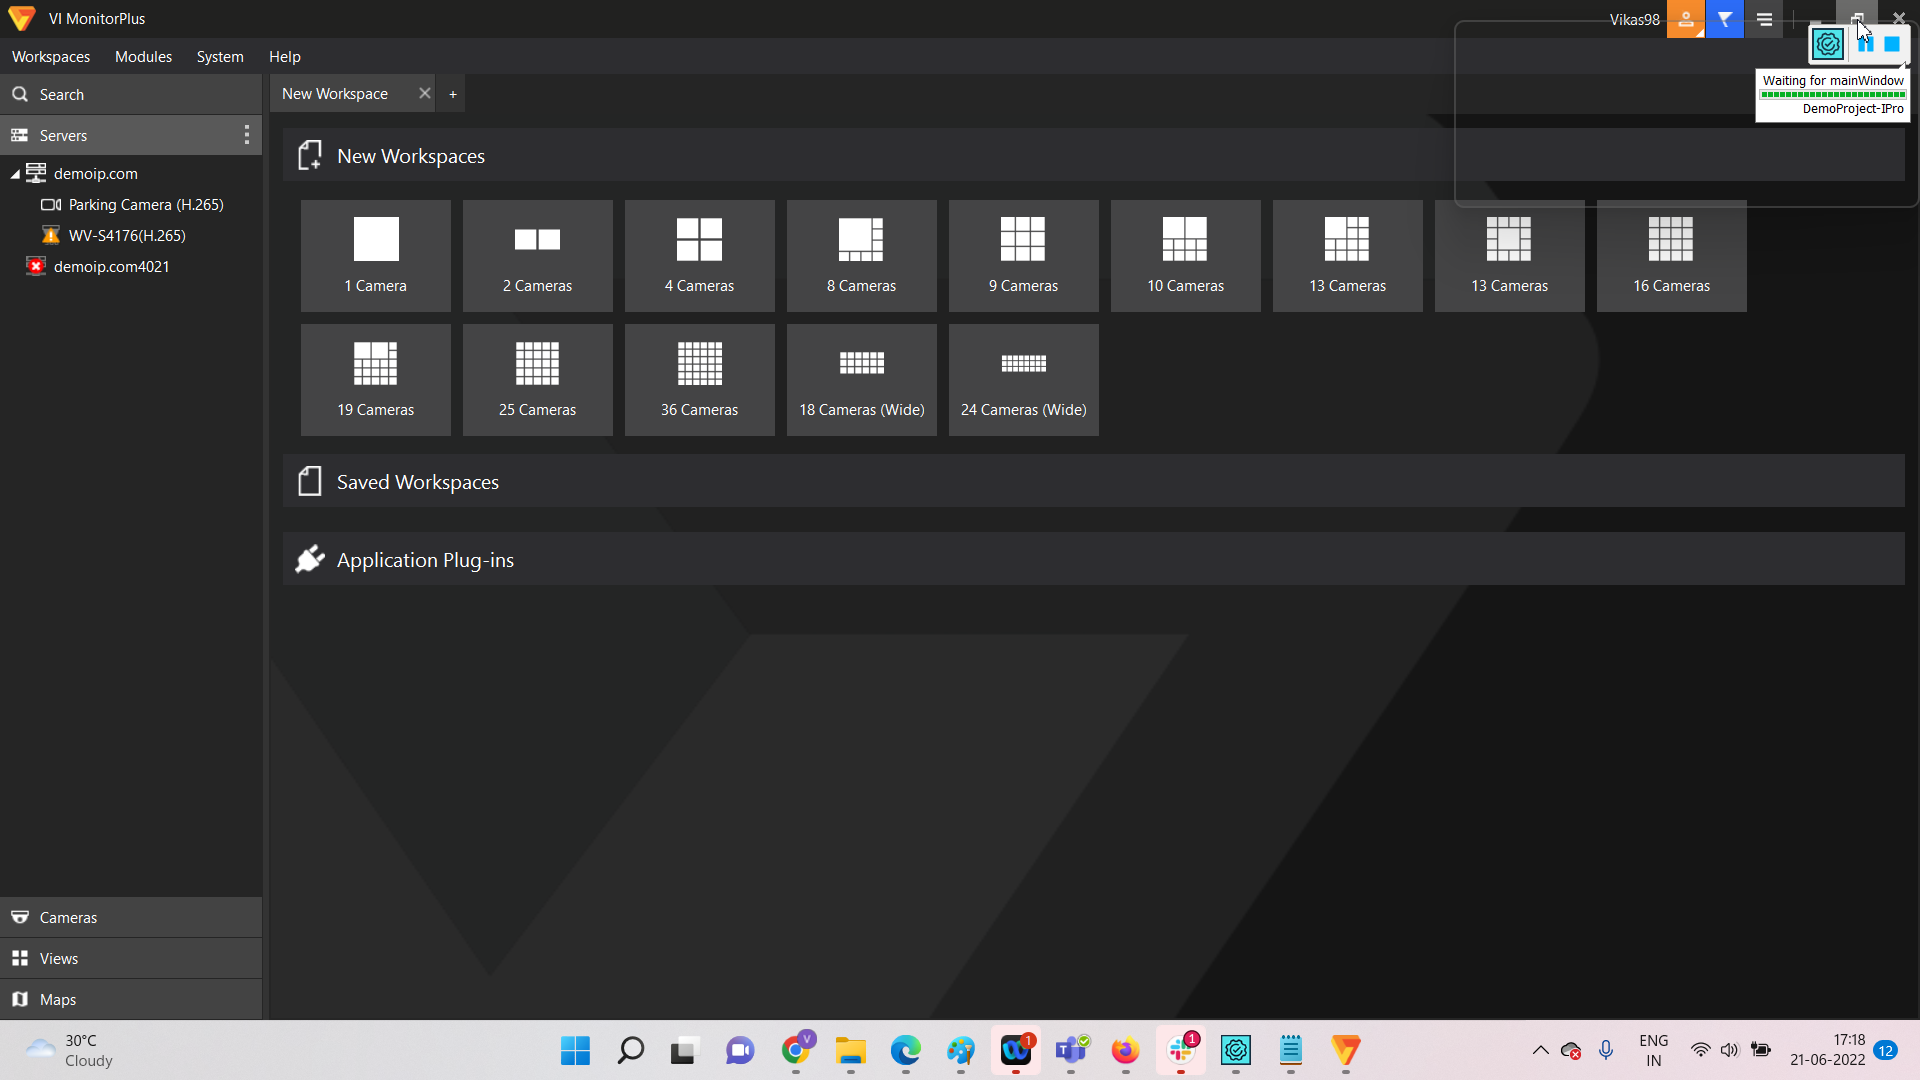 VI MonitorPlus
Vikas98
Workspaces Modules System Help
Waiting for mainWindow
DemoProject-IPro
Search
New Workspace +
Servers
demoip.com
Parking Camera (H.265)
WV-S4176(H.265)
demoip.com4021
New Workspaces
1 Camera
2 Cameras
4 Cameras
8 Cameras
9 Cameras
10 Cameras
13 Cameras
13 Cameras
16 Cameras
19 Cameras
25 Cameras
36 Cameras
18 Cameras (Wide)
24 Cameras (Wide)
Saved Workspaces
Application Plug-ins
Cameras
Views
Maps
30°C
Cloudy
V
1
1
ENG
IN
17:18
21-06-2022
12